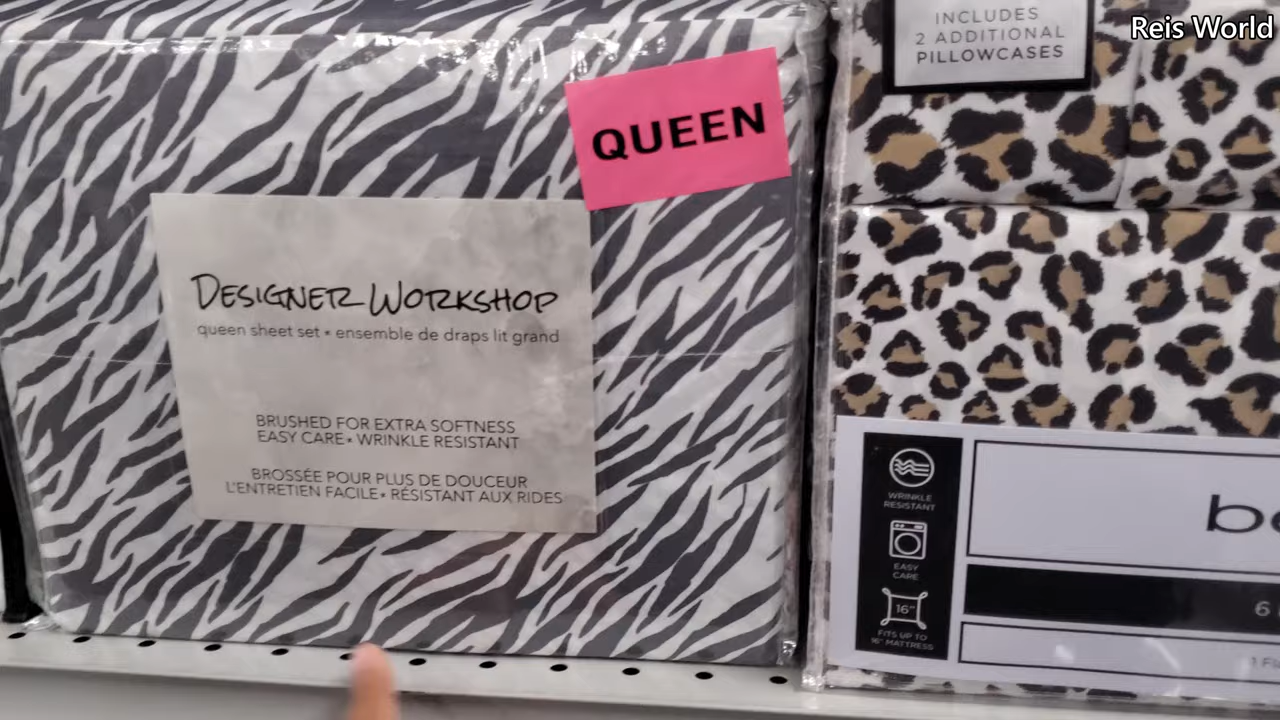 Reis World
QUEEN
DESIGNER WORKSHOP
queen sheet set • ensemble de draps lit grand
BRUSHED FOR EXTRA SOFTNESS
EASY CARE • WRINKLE RESISTANT
BROSSÉE POUR PLUS DE DOUCEUR
L'ENTRETIEN FACILE • RÉSISTANT AUX RIDES
INCLUDES
2 ADDITIONAL
PILLOWCASES
WRINKLE
RESISTANT
EASY
CARE
16"
FITS UP TO
16" MATTRESS
6
1